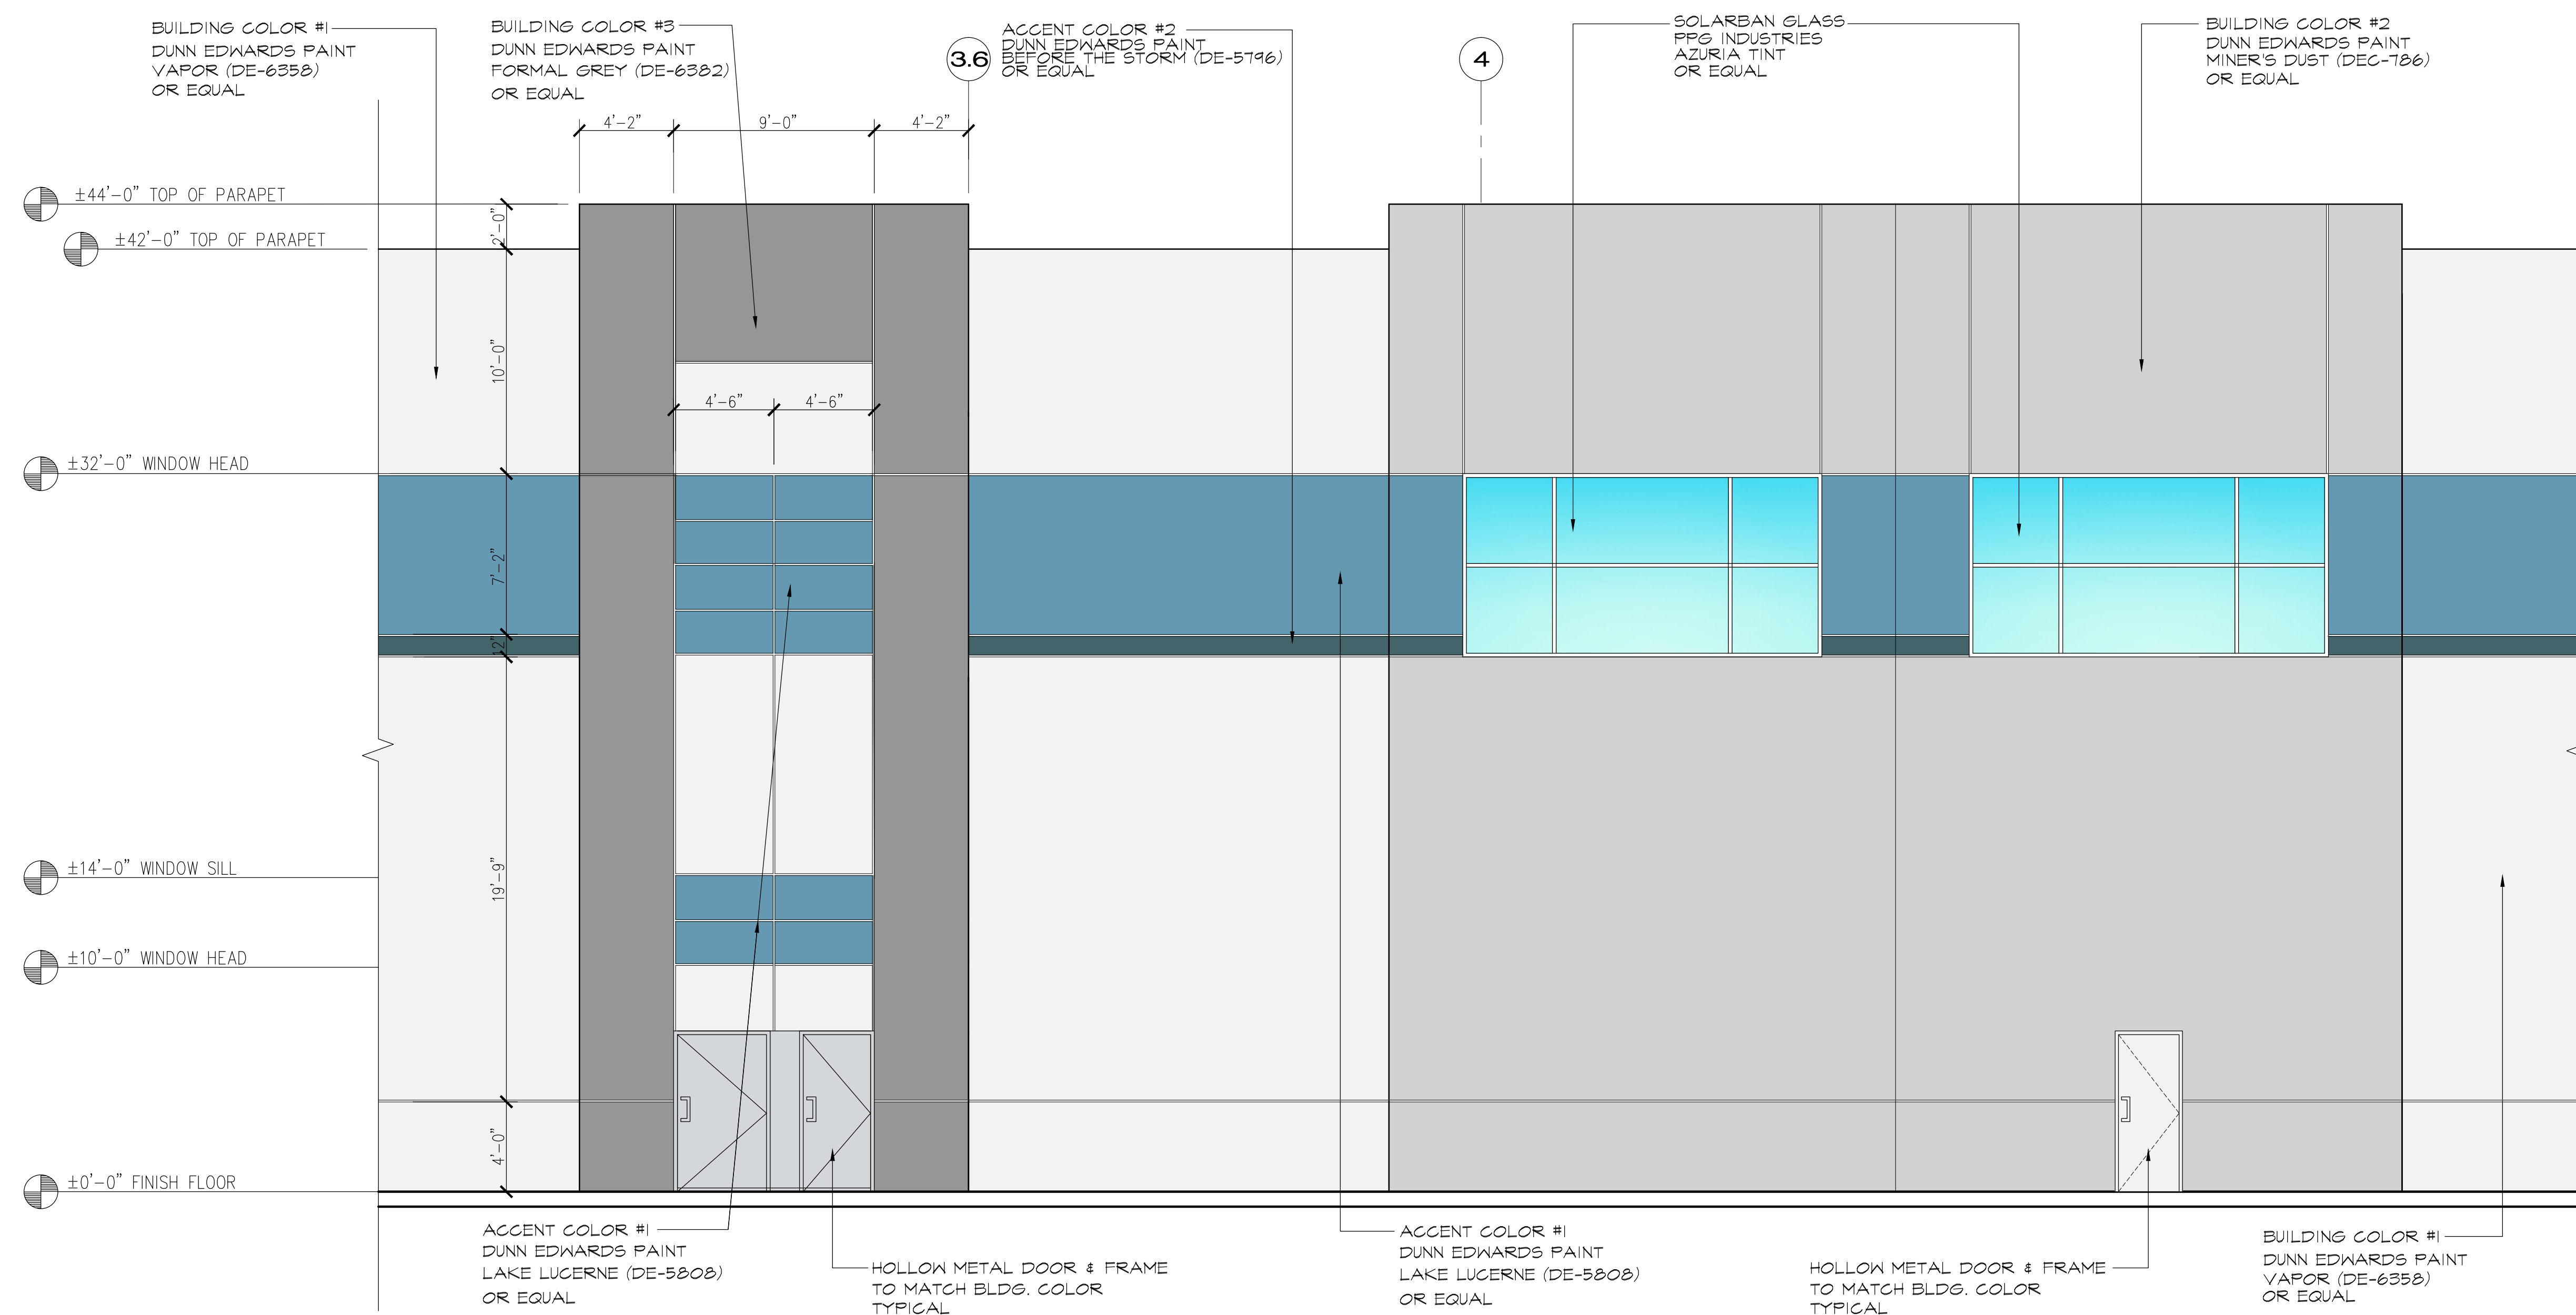 BUILDING COLOR #1
DUNN EDWARDS PAINT
VAPOR (DE-6358)
OR EQUAL
BUILDING COLOR #3
DUNN EDWARDS PAINT
FORMAL GREY (DE-6382)
OR EQUAL
3.6
ACCENT COLOR #2
DUNN EDWARDS PAINT
BEFORE THE STORM (DE-5796)
OR EQUAL
4
SOLARBAN GLASS
PPG INDUSTRIES
AZURIA TINT
OR EQUAL
BUILDING COLOR #2
DUNN EDWARDS PAINT
MINER'S DUST (DEC-786)
OR EQUAL
4'-2"
9'-0"
4'-2"
±44'-0" TOP OF PARAPET
2'-0"
±42'-0" TOP OF PARAPET
10'-0"
4'-6"
4'-6"
±32'-0" WINDOW HEAD
7'-2"
12"
±14'-0" WINDOW SILL
19'-9"
±10'-0" WINDOW HEAD
4'-0"
±0'-0" FINISH FLOOR
ACCENT COLOR #1
DUNN EDWARDS PAINT
LAKE LUCERNE (DE-5808)
OR EQUAL
HOLLOW METAL DOOR & FRAME
TO MATCH BLDG. COLOR
TYPICAL
ACCENT COLOR #1
DUNN EDWARDS PAINT
LAKE LUCERNE (DE-5808)
OR EQUAL
HOLLOW METAL DOOR & FRAME
TO MATCH BLDG. COLOR
TYPICAL
BUILDING COLOR #1
DUNN EDWARDS PAINT
VAPOR (DE-6358)
OR EQUAL